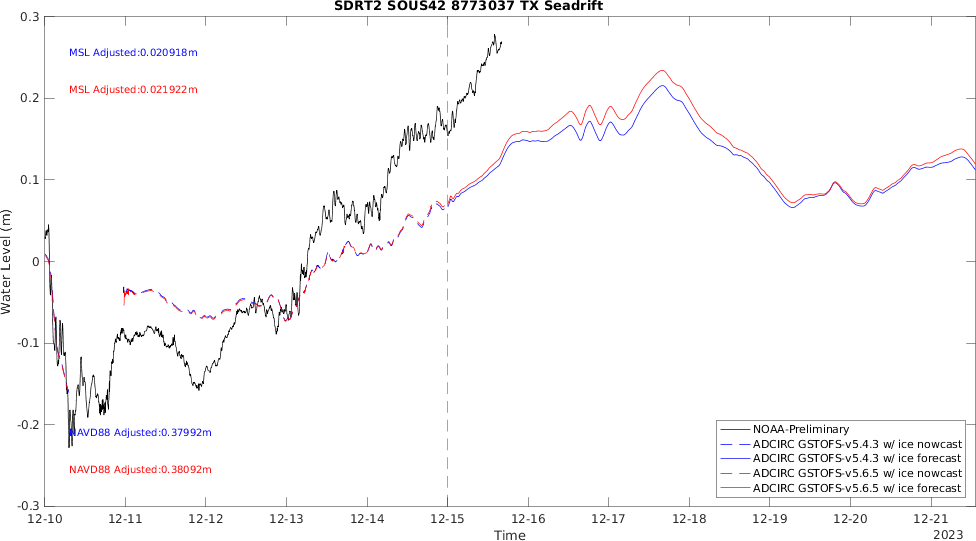 SDRT2 SOUS42 8773037 TX Seadrift
0.3
MSL Adjusted:0.020918m
MSL Adjusted:0.021922m
0.2
0.1
0
-0.1
-0.2
-0.3
Water Level (m)
NAVD88 Adjusted:0.37992m
NAVD88 Adjusted:0.38092m
NOAA-Preliminary
ADCIRC GSTOFS-v5.4.3 w/ ice nowcast
ADCIRC GSTOFS-v5.4.3 w/ ice forecast
ADCIRC GSTOFS-v5.6.5 w/ ice nowcast
ADCIRC GSTOFS-v5.6.5 w/ ice forecast
12-10 12-11 12-12 12-13 12-14 12-15 12-16 12-17 12-18 12-19 12-20 12-21
Time
2023